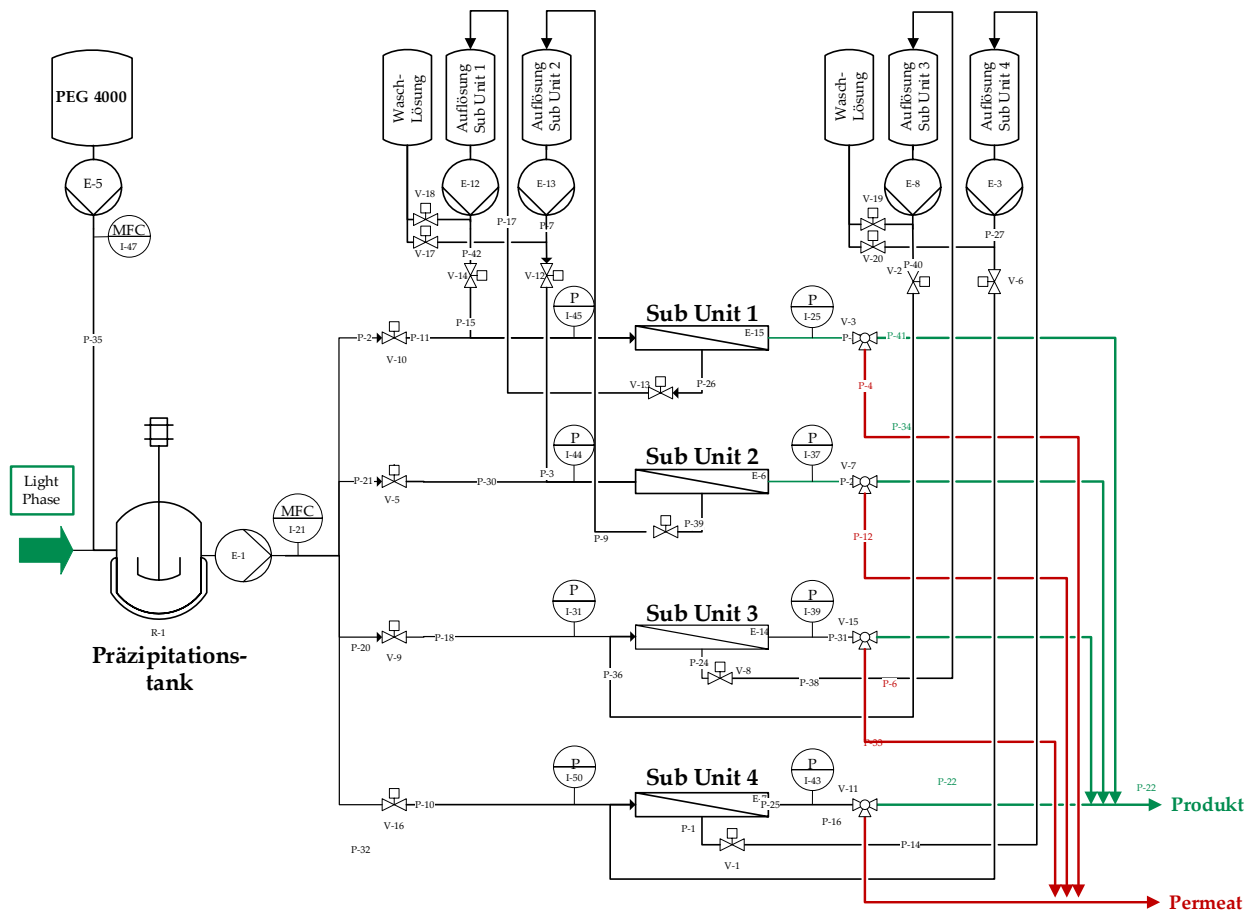 PEG 4000
Wasch-
Lösung
Auflösung
Sub Unit 1
Auflösung
Sub Unit 2
Wasch-
Lösung
Auflösung
Sub Unit 3
Auflösung
Sub Unit 4
E-5
E-12
E-13
E-8
E-3
V-18
V-17
P-17
P-7
P-42
V-19
V-20
P-27
P-40
V-2
V-6
MFC
I-47
V-14
V-12
P-15
P-35
P
I-45
Sub Unit 1
E-15
P
I-25
V-3
P-
P-41
P-2
P-11
V-10
V-13
P-26
P-4
P-34
P
I-44
Sub Unit 2
E-6
P
I-37
V-7
P-2
P-21
V-5
P-30
P-3
P-9
P-39
P-12
Light
Phase
MFC
I-21
E-1
R-1
Präzipitations-
tank
P
I-31
Sub Unit 3
E-14
P
I-39
V-15
P-31
P-20
V-9
P-18
P-36
P-24
V-8
P-38
P-6
P-33
P
I-50
Sub Unit 4
P
I-43
V-11
P-25
P-22
P-22
Produkt
P-10
V-16
P-16
P-1
V-1
P-14
P-32
Permeat